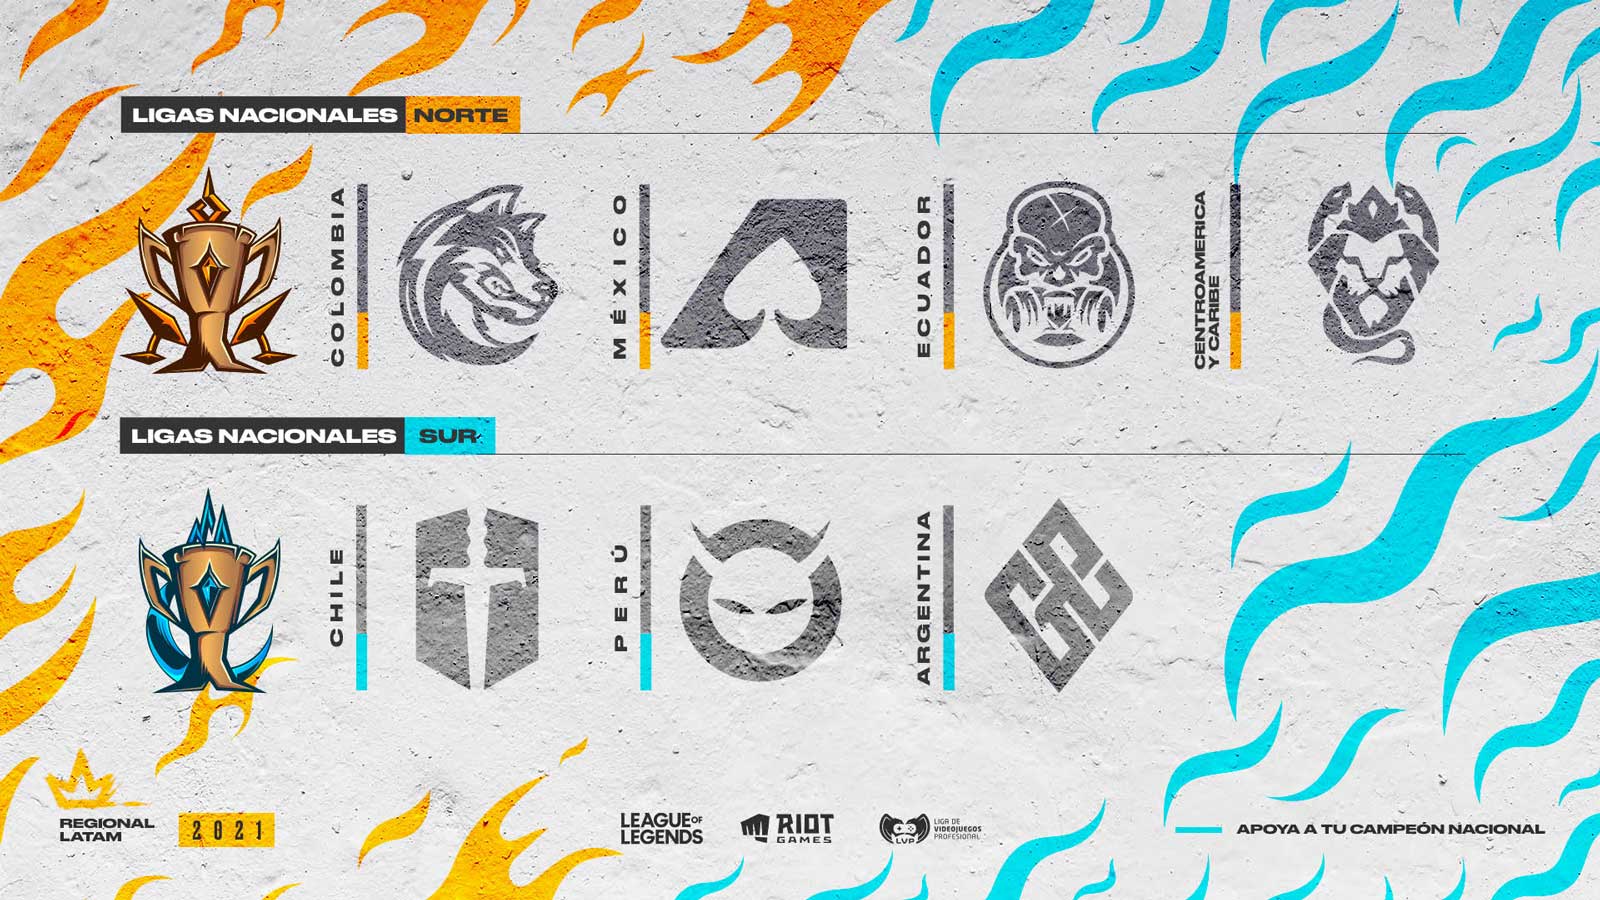 LIGAS NACIONALES NORTE
COLOMBIA
MÉXICO
ECUADOR
CENTROAMERICA
Y CARIBE
LIGAS NACIONALES SUR
CHILE
PERÚ
ARGENTINA
GLP
REGIONAL
LATAM
2021
LEAGUE OF
LEGENDS
RIOT
GAMES
LVP
LIGA DE
VIDEOJUEGOS
PROFESIONAL
APOYA A TU CAMPEÓN NACIONAL